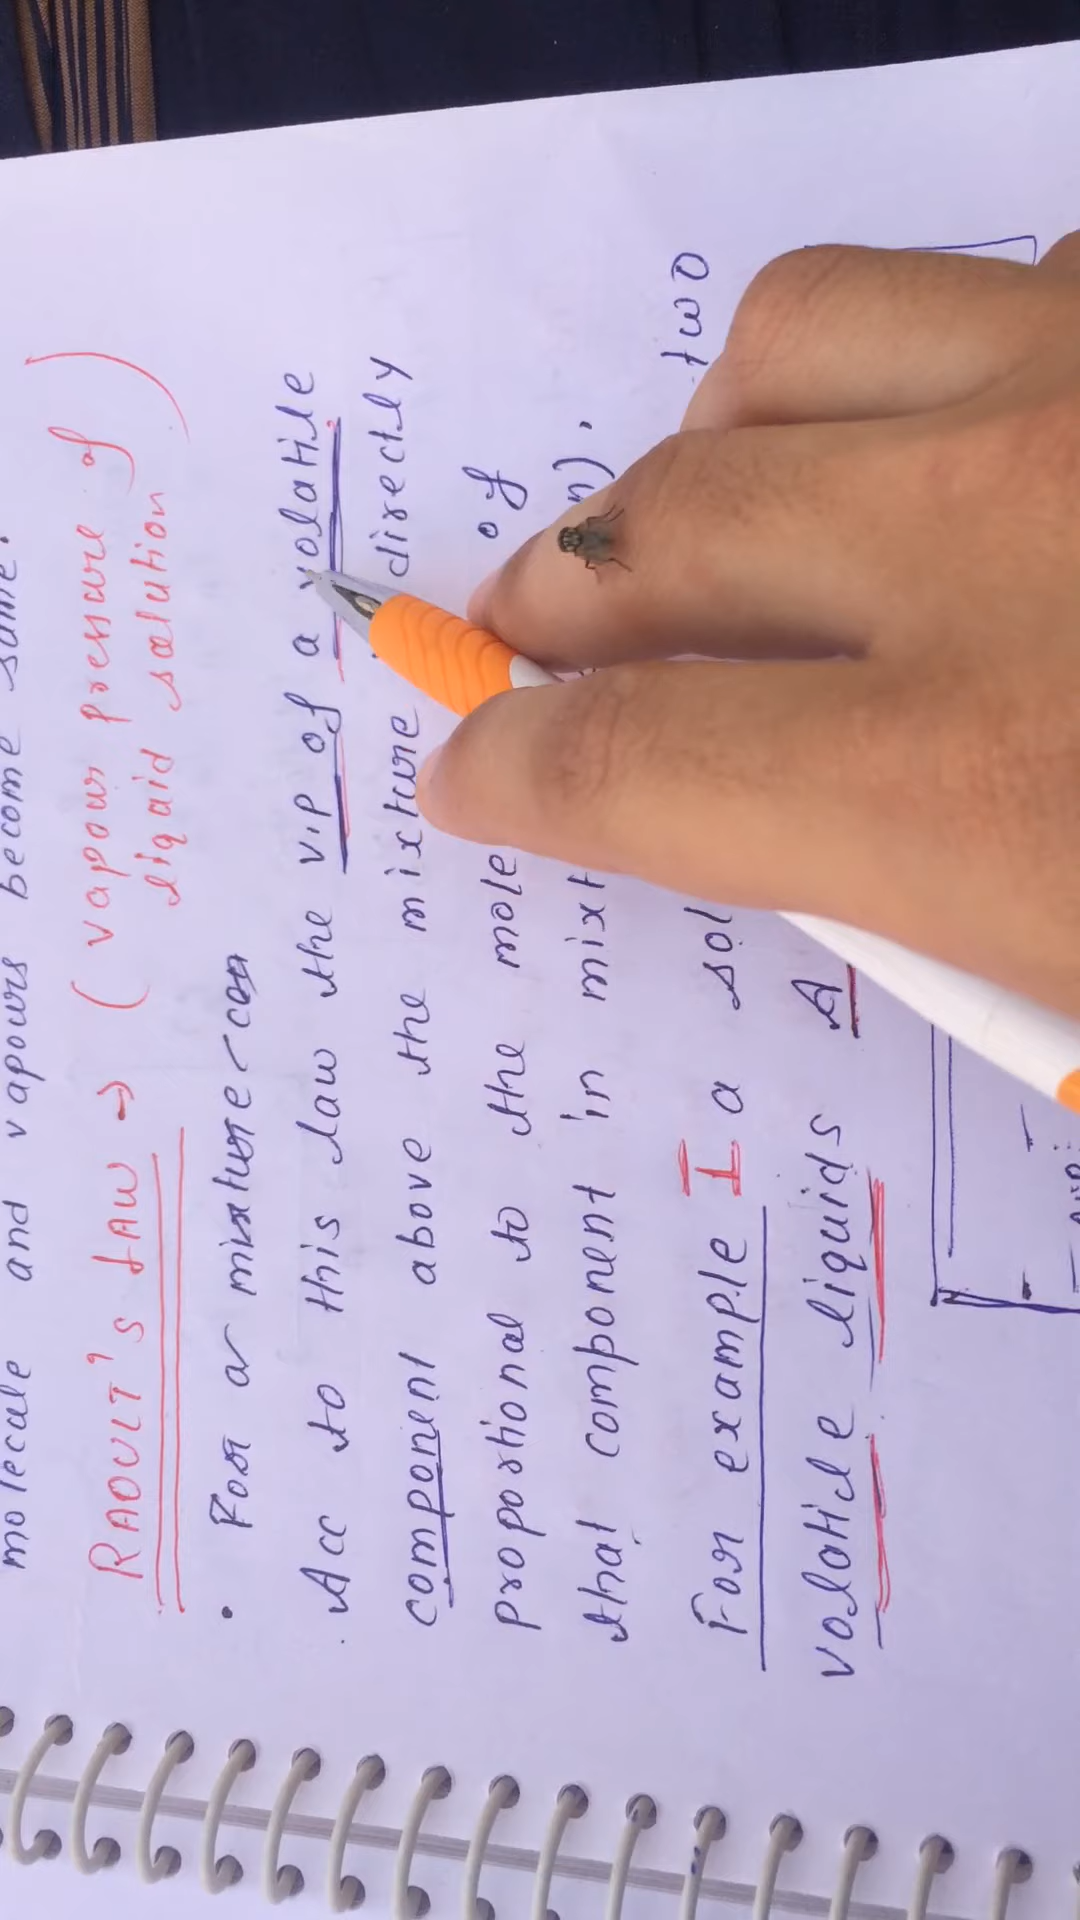 molecule and vapours become same.
RAOULT's LAW → ( vapour pressure of
liquid solution )
• For a mixture
Acc to this law the v.p of a volatile
component above the mixture directly
proportional to the mole of
that component in mixt n).
For example I a sol two
volatile liquids A